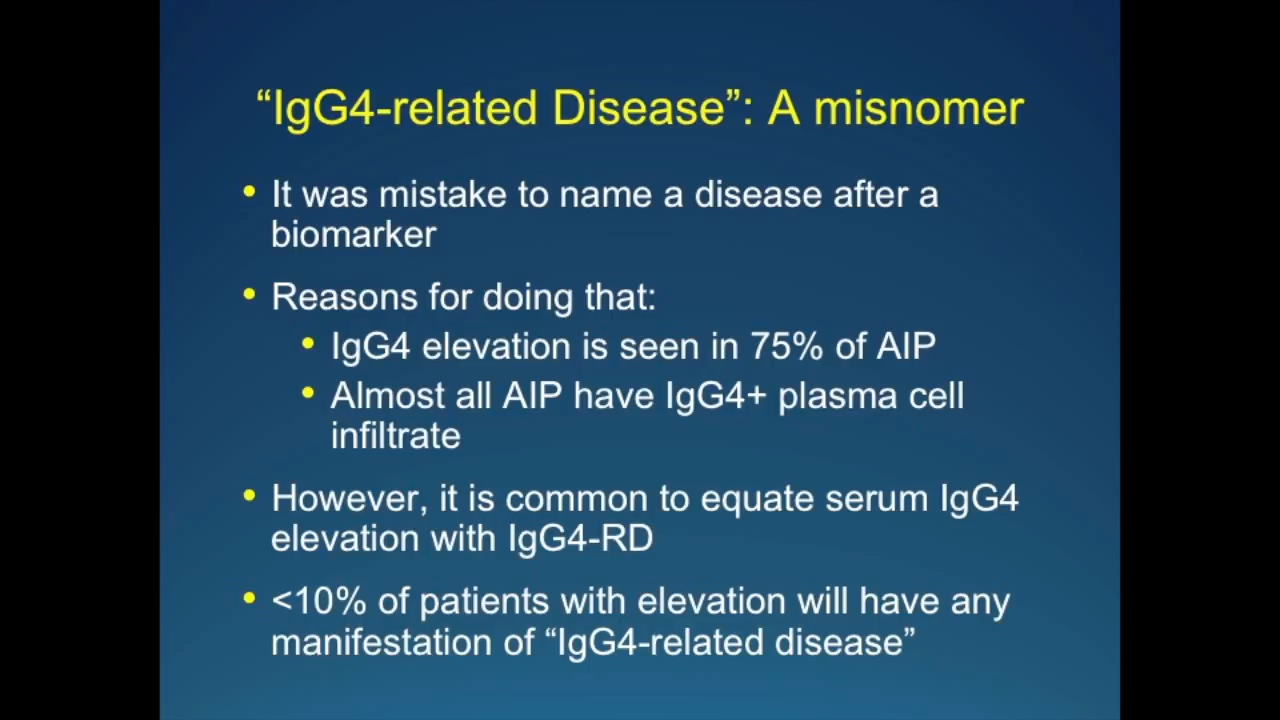 “IgG4-related Disease”: A misnomer
• It was mistake to name a disease after a
biomarker
• Reasons for doing that:
• IgG4 elevation is seen in 75% of AIP
• Almost all AIP have IgG4+ plasma cell
infiltrate
• However, it is common to equate serum IgG4
elevation with IgG4-RD
• <10% of patients with elevation will have any
manifestation of “IgG4-related disease”